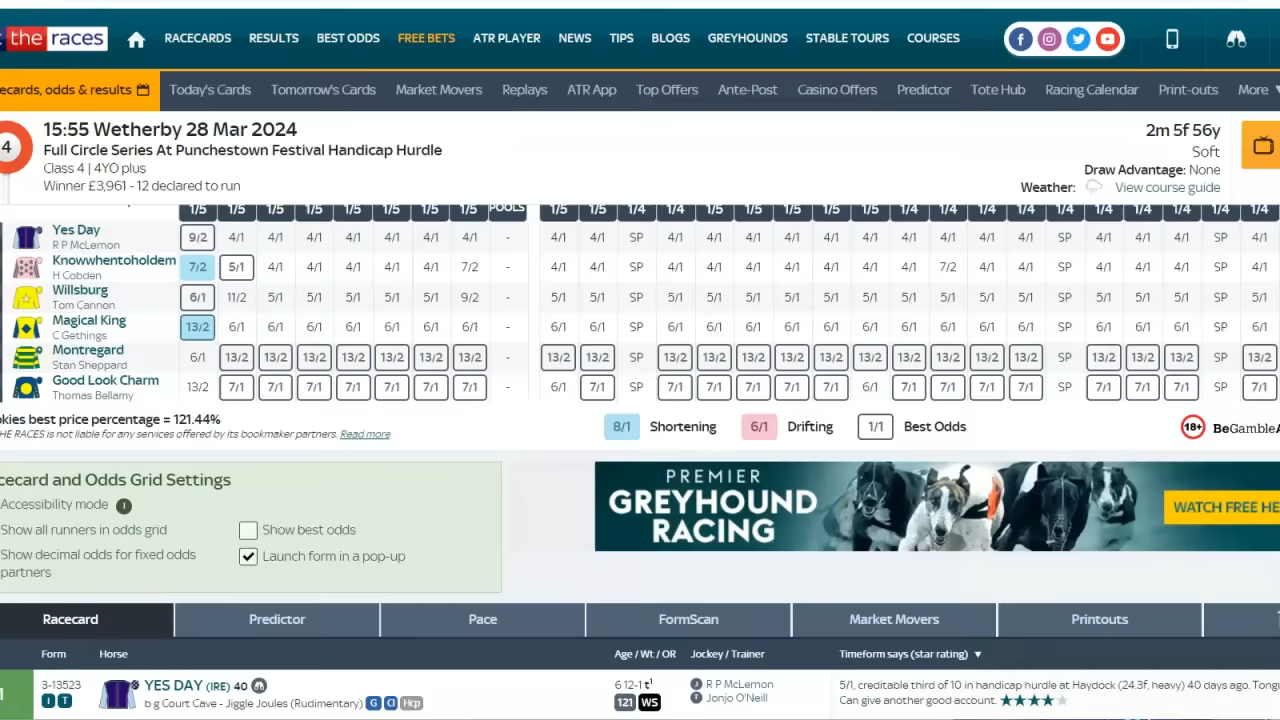 the races
RACECARDS RESULTS BEST ODDS FREE BETS ATR PLAYER NEWS TIPS BLOGS GREYHOUNDS STABLE TOURS COURSES
ecards, odds & results Today's Cards Tomorrow's Cards Market Movers Replays ATR App Top Offers Ante-Post Casino Offers Predictor Tote Hub Racing Calendar Print-outs More
4
15:55 Wetherby 28 Mar 2024
Full Circle Series At Punchestown Festival Handicap Hurdle
Class 4 | 4YO plus
Winner £3,961 - 12 declared to run
2m 5f 56y
Soft
Draw Advantage: None
Weather: View course guide
1/5 1/5 1/5 1/5 1/5 1/5 1/5 1/5 POOLS 1/5 1/5 1/4 1/4 1/5 1/5 1/5 1/5 1/5 1/4 1/4 1/4 1/4 1/4 1/4 1/4 1/4 1/4 1/4
Yes Day 9/2 4/1 4/1 4/1 4/1 4/1 4/1 4/1 - 4/1 4/1 SP 4/1 4/1 4/1 4/1 4/1 4/1 4/1 4/1 4/1 4/1 SP 4/1 4/1 4/1 SP 4/1
R P McLemon
Knowwhentoholdem 7/2 5/1 4/1 4/1 4/1 4/1 4/1 7/2 - 4/1 4/1 SP 4/1 4/1 4/1 4/1 4/1 4/1 4/1 7/2 4/1 4/1 SP 4/1 4/1 4/1 SP 4/1
H Cobden
Willsburg 6/1 11/2 5/1 5/1 5/1 5/1 5/1 9/2 - 5/1 5/1 SP 5/1 5/1 5/1 5/1 5/1 5/1 5/1 5/1 5/1 5/1 SP 5/1 5/1 5/1 SP 5/1
Tom Cannon
Magical King 13/2 6/1 6/1 6/1 6/1 6/1 6/1 6/1 - 6/1 6/1 SP 6/1 6/1 6/1 6/1 6/1 6/1 6/1 6/1 6/1 6/1 SP 6/1 6/1 6/1 SP 6/1
C Gethings
Montregard 6/1 13/2 13/2 13/2 13/2 13/2 13/2 13/2 - 13/2 13/2 SP 13/2 13/2 13/2 13/2 13/2 13/2 13/2 13/2 13/2 13/2 SP 13/2 13/2 13/2 SP 13/2
Stan Sheppard
Good Look Charm 13/2 7/1 7/1 7/1 7/1 7/1 7/1 7/1 - 6/1 7/1 SP 7/1 7/1 7/1 7/1 7/1 6/1 7/1 7/1 7/1 7/1 SP 7/1 7/1 7/1 SP 7/1
Thomas Bellamy
okies best price percentage = 121.44%
HE RACES is not liable for any services offered by its bookmaker partners. Read more
8/1 Shortening 6/1 Drifting 1/1 Best Odds
18+ BeGambleA
cecard and Odds Grid Settings
Accessibility mode
Show all runners in odds grid Show best odds
Show decimal odds for fixed odds
partners
Launch form in a pop-up
PREMIER
GREYHOUND
RACING
WATCH FREE HE
Racecard Predictor Pace FormScan Market Movers Printouts
Form Horse Age / Wt / OR Jockey / Trainer Timeform says (star rating)
1
3-13523
I T
YES DAY (IRE) 40
b g Court Cave - Jiggle Joules (Rudimentary) G Cl Hcp
6 12-1 t¹
121 WS
J R P McLemon
T Jonjo O'Neill
5/1, creditable third of 10 in handicap hurdle at Haydock (24.3f, heavy) 40 days ago. Tongu
Can give another good account.